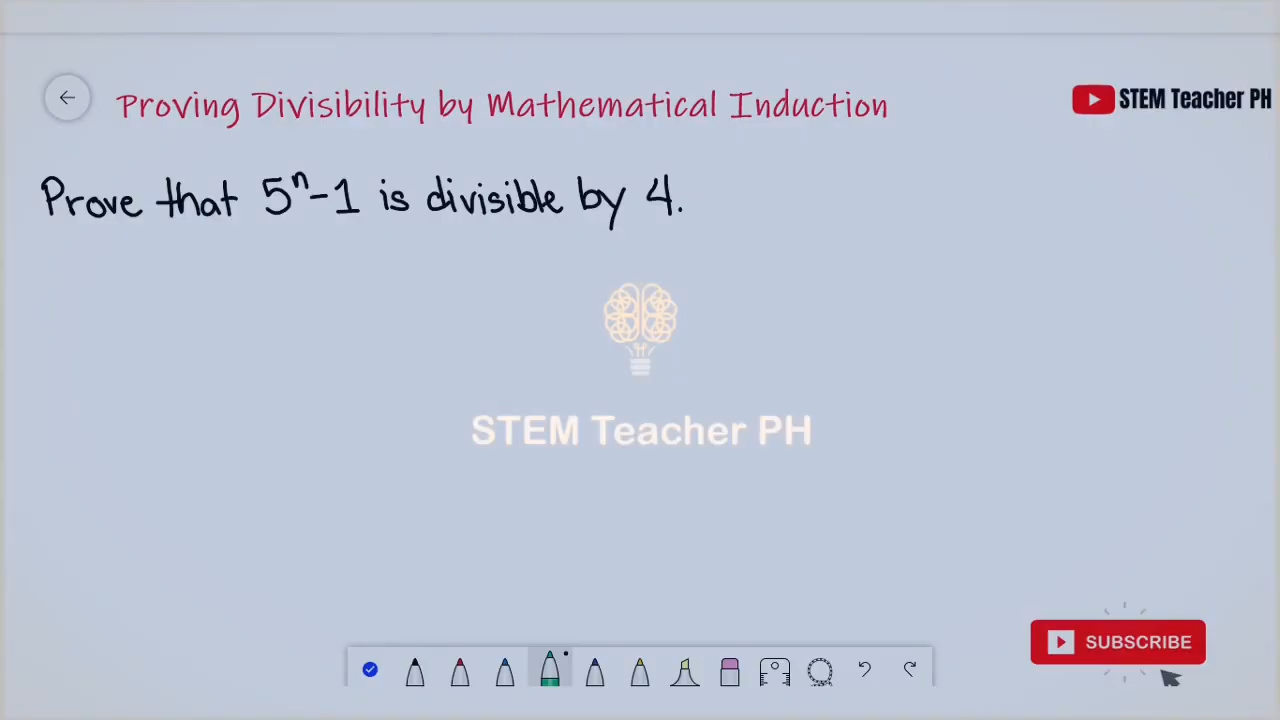 Proving Divisibility by Mathematical Induction
STEM Teacher PH
Prove that 5ⁿ-1 is divisible by 4.
STEM Teacher PH
SUBSCRIBE